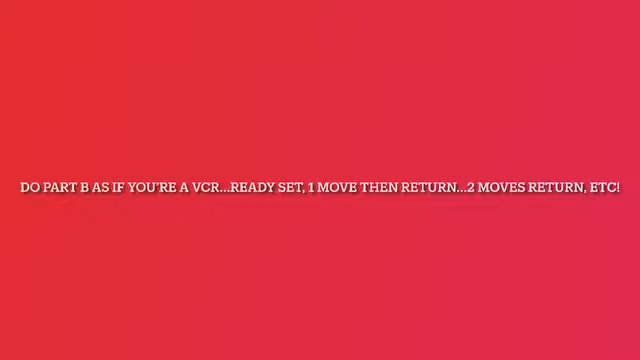 DO PART B AS IF YOU'RE A VCR...READY SET, 1 MOVE THEN RETURN...2 MOVES RETURN, ETC!